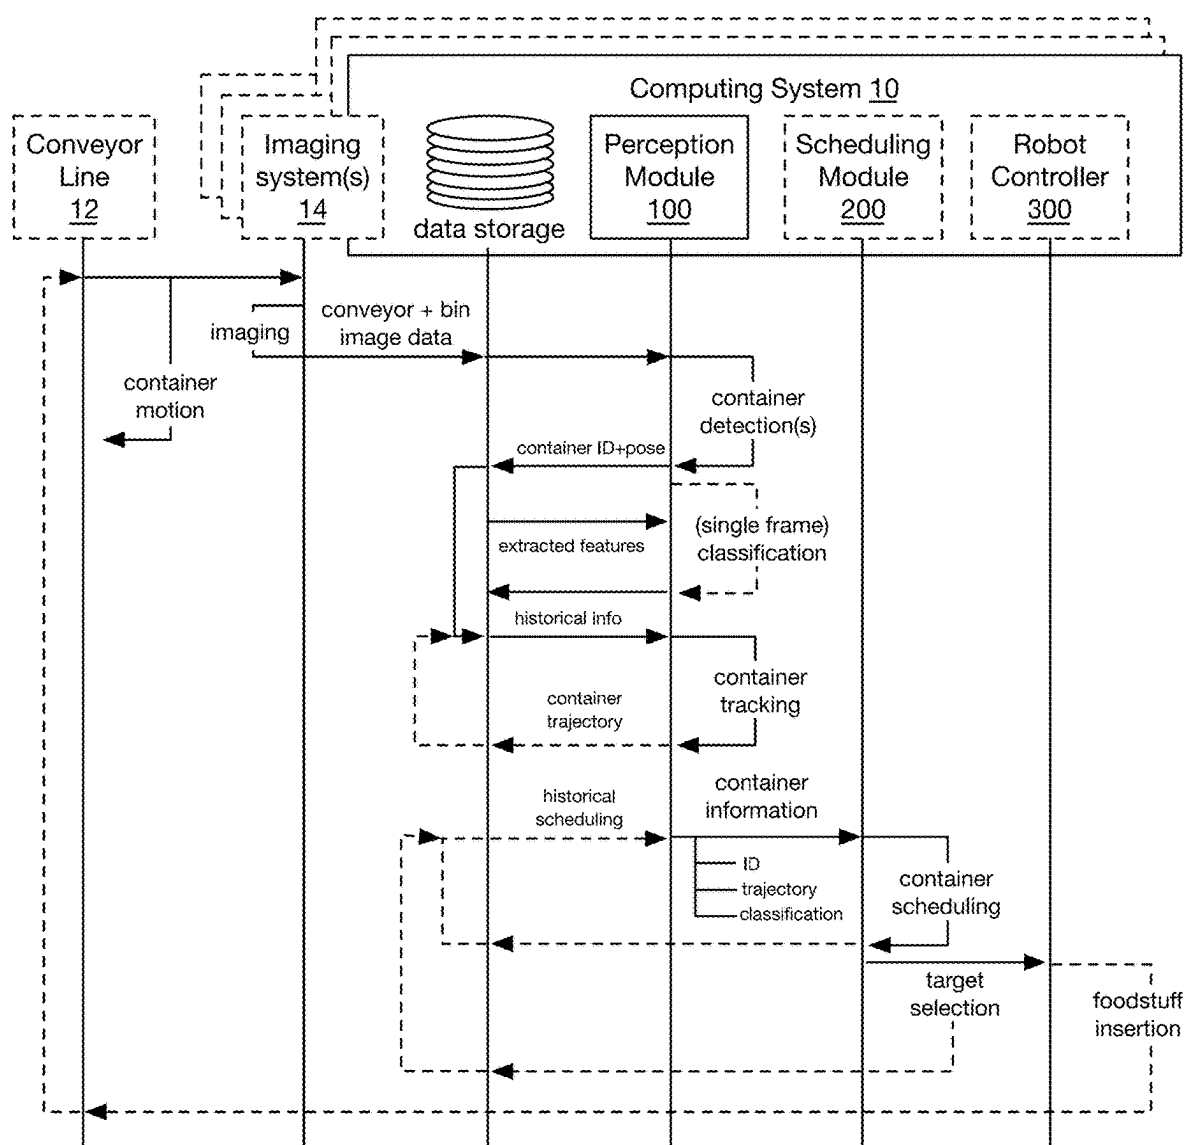 Computing System 10
Conveyor
Line
12
Imaging
system(s)
14
data storage
Perception
Module
100
Scheduling
Module
200
Robot
Controller
300
imaging
conveyor + bin
image data
container
motion
container
detection(s)
container ID+pose
(single frame)
classification
extracted features
historical info
container
tracking
container
trajectory
container
information
historical
scheduling
ID
trajectory
classification
container
scheduling
target
selection
foodstuff
insertion